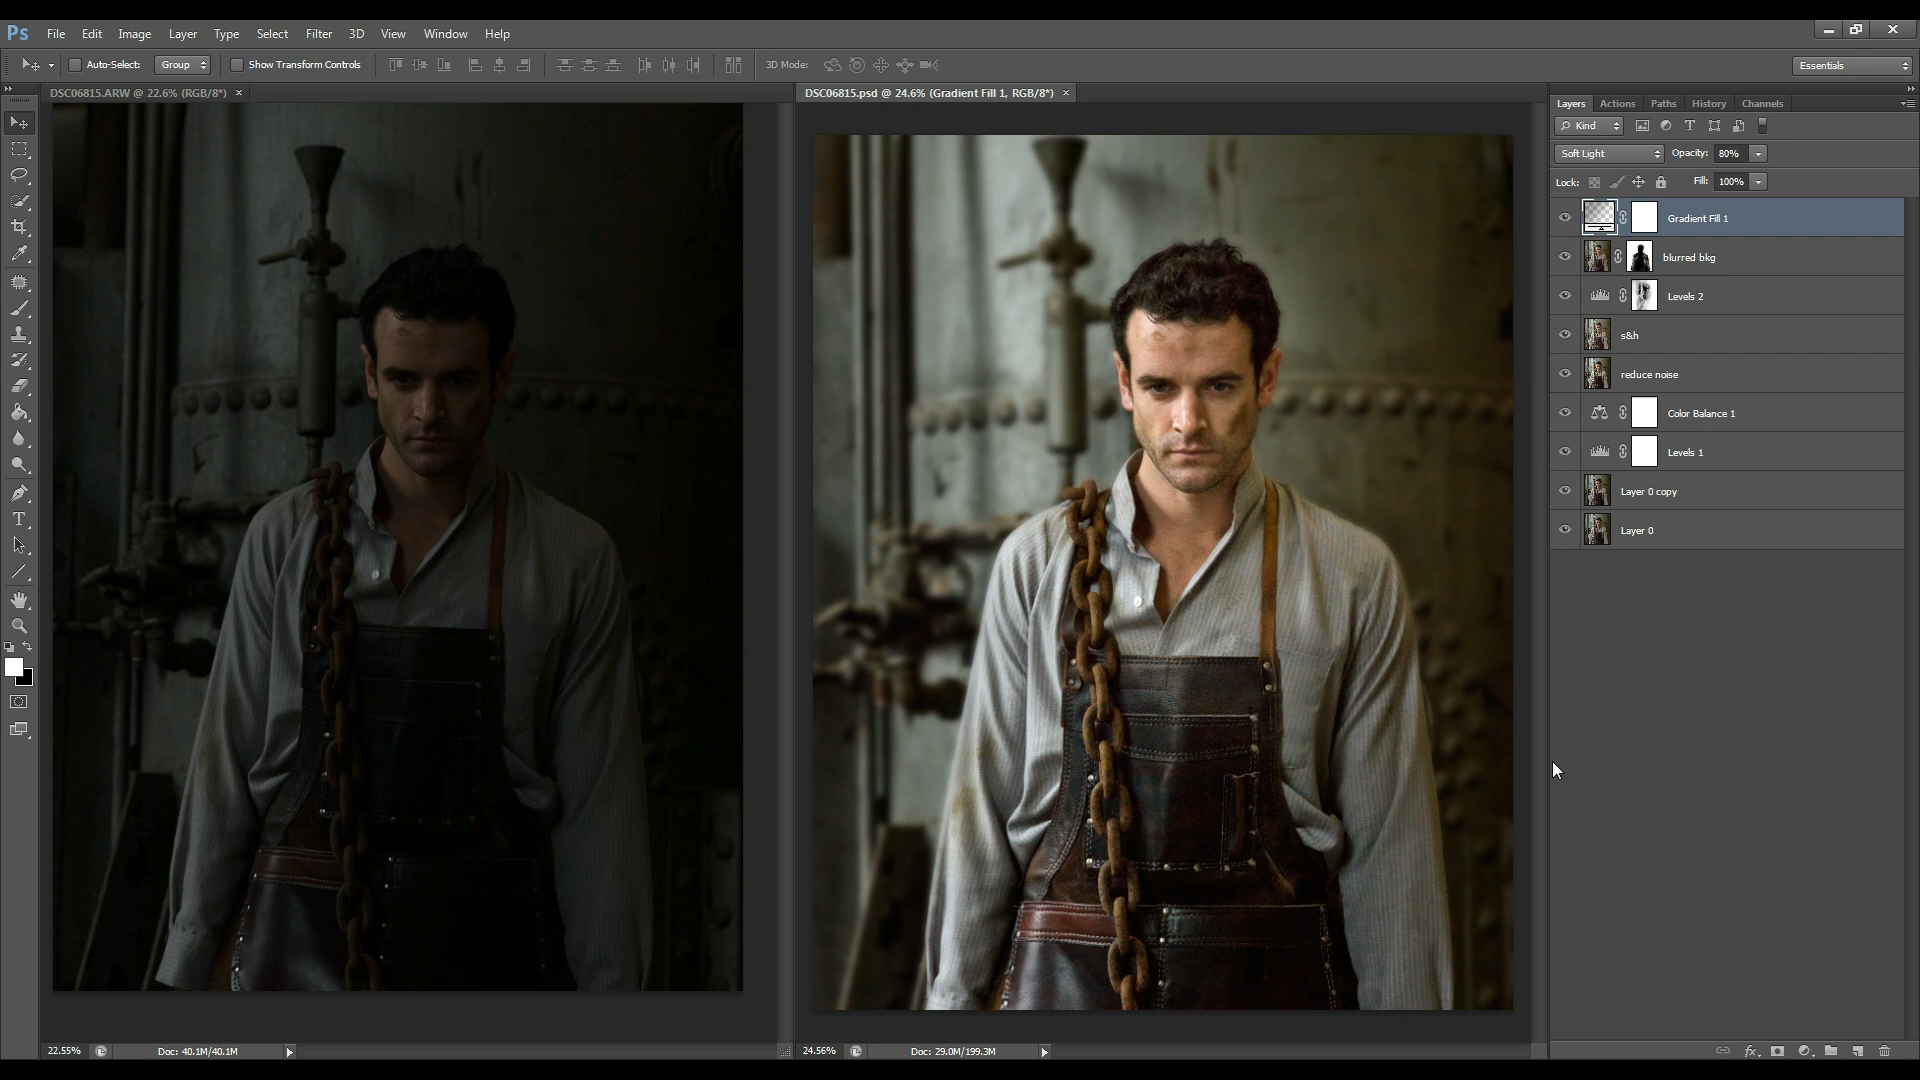 Ps File Edit Image Layer Type Select Filter 3D View Window Help
Auto-Select: Group Show Transform Controls 3D Mode: Essentials
DSC06815.ARW @ 22.6% (RGB/8*) ×
DSC06815.psd @ 24.6% (Gradient Fill 1, RGB/8*) ×
Layers Actions Paths History Channels
Kind T
Soft Light Opacity: 80%
Lock: Fill: 100%
Gradient Fill 1
blurred bkg
Levels 2
s&h
reduce noise
Color Balance 1
Levels 1
Layer 0 copy
Layer 0
T
22.55% Doc: 40.1M/40.1M
24.56% Doc: 29.0M/199.3M
fx